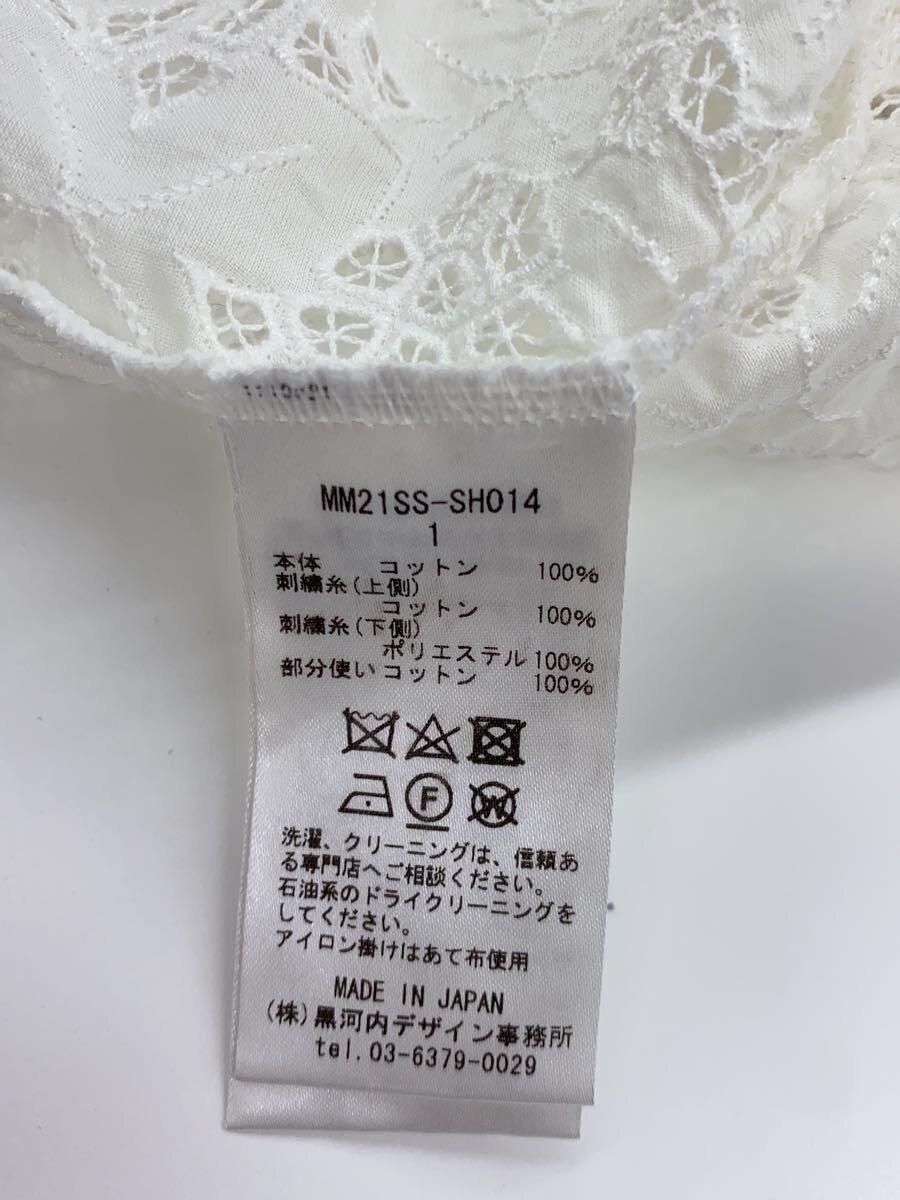 MM21SS-SH014
1
本体 コットン 100%
刺繍糸(上側)
コットン 100%
刺繍糸(下側)
ポリエステル 100%
部分使い コットン 100%
F
W
洗濯、クリーニングは、信頼あ
る専門店へご相談ください。
石油系のドライクリーニングを
してください。
アイロン掛けはあて布使用
MADE IN JAPAN
(株)黒河内デザイン事務所
tel.03-6379-0029